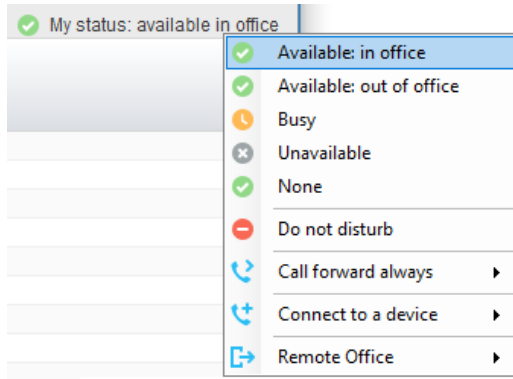 My status: available in office
Available: in office
Available: out of office
Busy
Unavailable
None
Do not disturb
Call forward always
Connect to a device
Remote Office